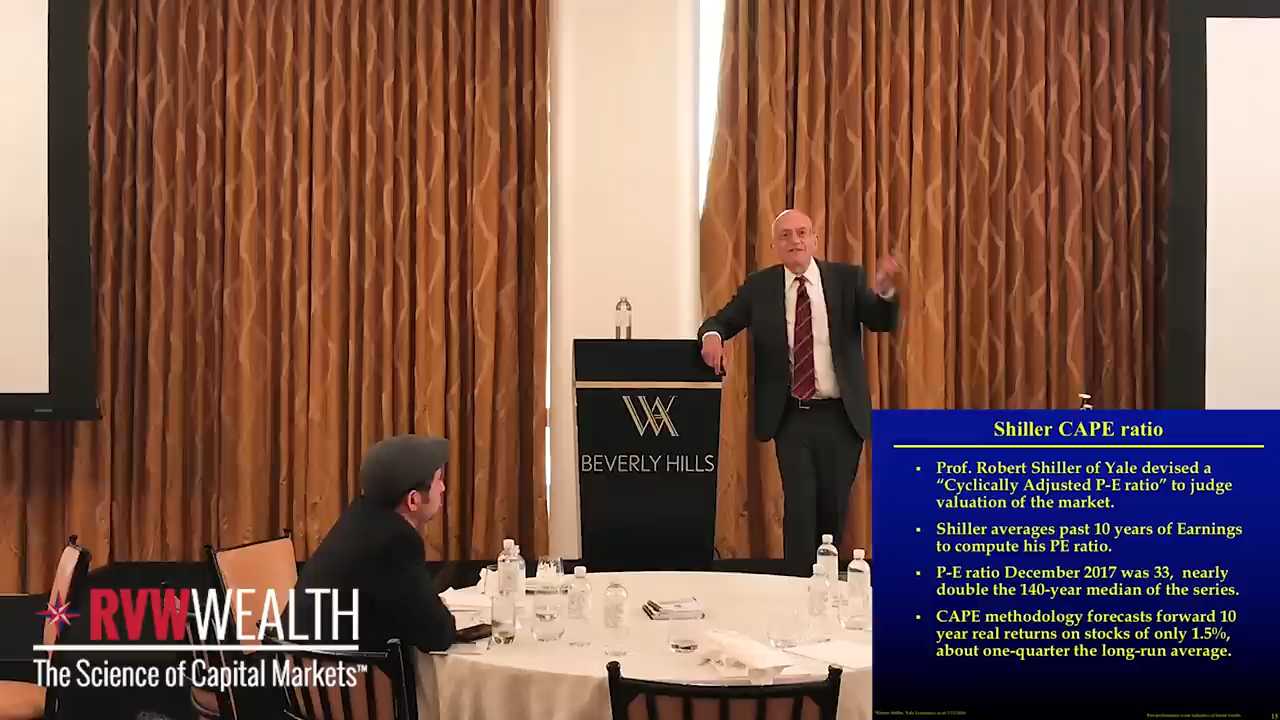 WA
BEVERLY HILLS
RVWWEALTH
The Science of Capital Markets™
Shiller CAPE ratio
▪ Prof. Robert Shiller of Yale devised a
“Cyclically Adjusted P-E ratio” to judge
valuation of the market.
▪ Shiller averages past 10 years of Earnings
to compute his PE ratio.
▪ P-E ratio December 2017 was 33, nearly
double the 140-year median of the series.
▪ CAPE methodology forecasts forward 10
year real returns on stocks of only 1.5%,
about one-quarter the long-run average.